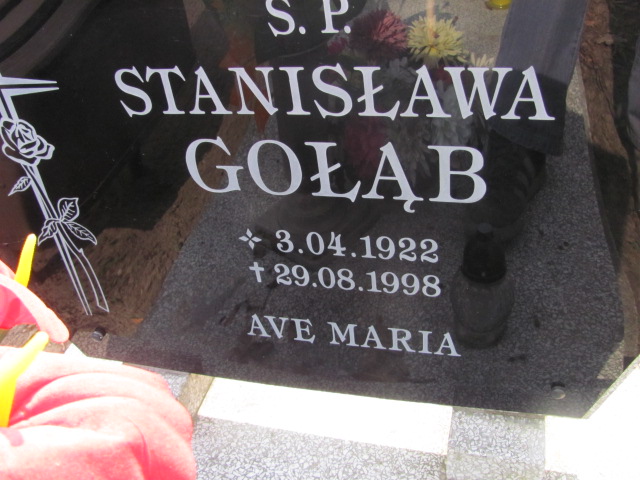 Ś. P.
STANISŁAWA
GOŁĄB
3.04.1922
✝ 29.08.1998
AVE MARIA